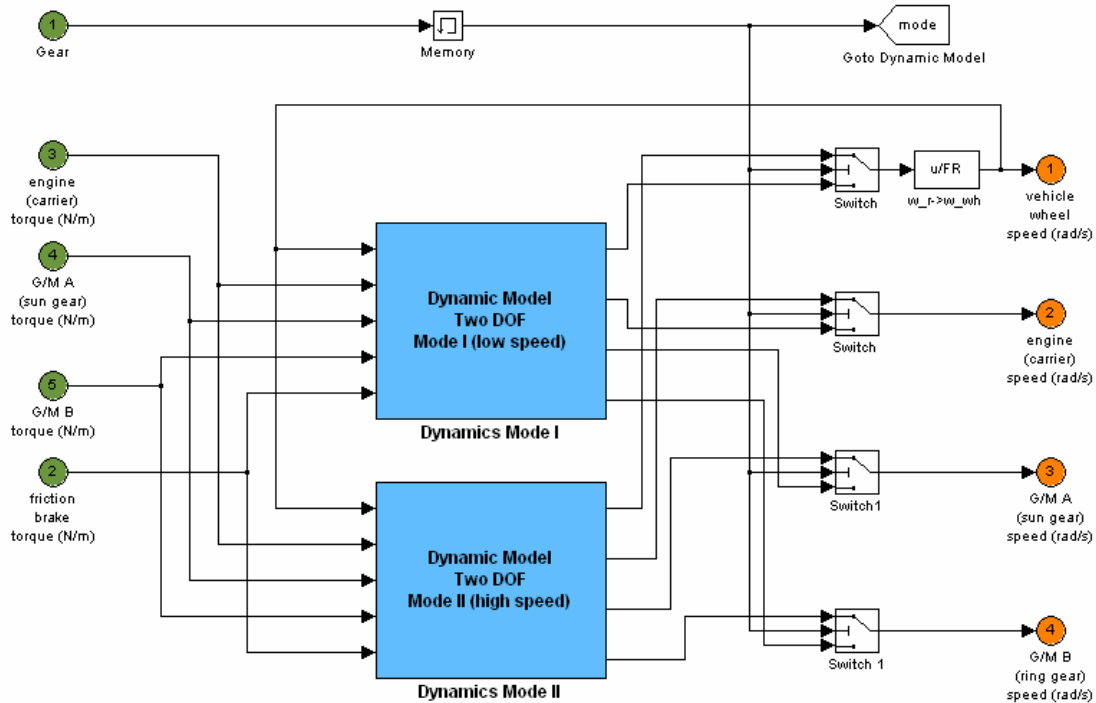 1
Gear
Memory
mode
Goto Dynamic Model
3
engine
(carrier)
torque (N/m)
4
G/M A
(sun gear)
torque (N/m)
5
G/M B
torque (N/m)
2
friction
brake
torque (N/m)
Dynamic Model
Two DOF
Mode I (low speed)
Dynamics Mode I
Dynamic Model
Two DOF
Mode II (high speed)
Dynamics Mode II
Switch
u/FR
w_r->w_wh
1
vehicle
wheel
speed (rad/s)
Switch
2
engine
(carrier)
speed (rad/s)
Switch1
3
G/M A
(sun gear)
speed (rad/s)
Switch 1
4
G/M B
(ring gear)
speed (rad/s)